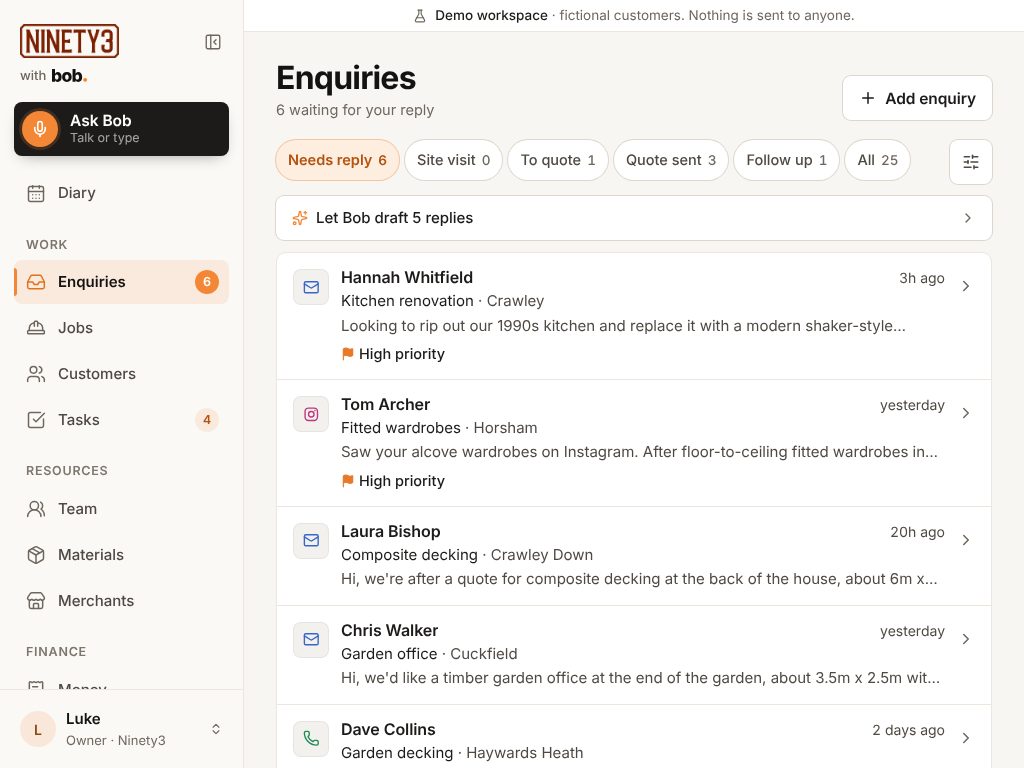 NINETY3
with bob.
Ask Bob
Talk or type
Diary
WORK
Enquiries 6
Jobs
Customers
Tasks 4
RESOURCES
Team
Materials
Merchants
FINANCE
Money
L
Luke
Owner · Ninety3
Demo workspace · fictional customers. Nothing is sent to anyone.
Enquiries
6 waiting for your reply
Add enquiry
Needs reply 6
Site visit 0
To quote 1
Quote sent 3
Follow up 1
All 25
Let Bob draft 5 replies
Hannah Whitfield
3h ago
Kitchen renovation · Crawley
Looking to rip out our 1990s kitchen and replace it with a modern shaker-style...
High priority
Tom Archer
yesterday
Fitted wardrobes · Horsham
Saw your alcove wardrobes on Instagram. After floor-to-ceiling fitted wardrobes in...
High priority
Laura Bishop
20h ago
Composite decking · Crawley Down
Hi, we're after a quote for composite decking at the back of the house, about 6m x...
Chris Walker
yesterday
Garden office · Cuckfield
Hi, we'd like a timber garden office at the end of the garden, about 3.5m x 2.5m wit...
Dave Collins
2 days ago
Garden decking · Haywards Heath